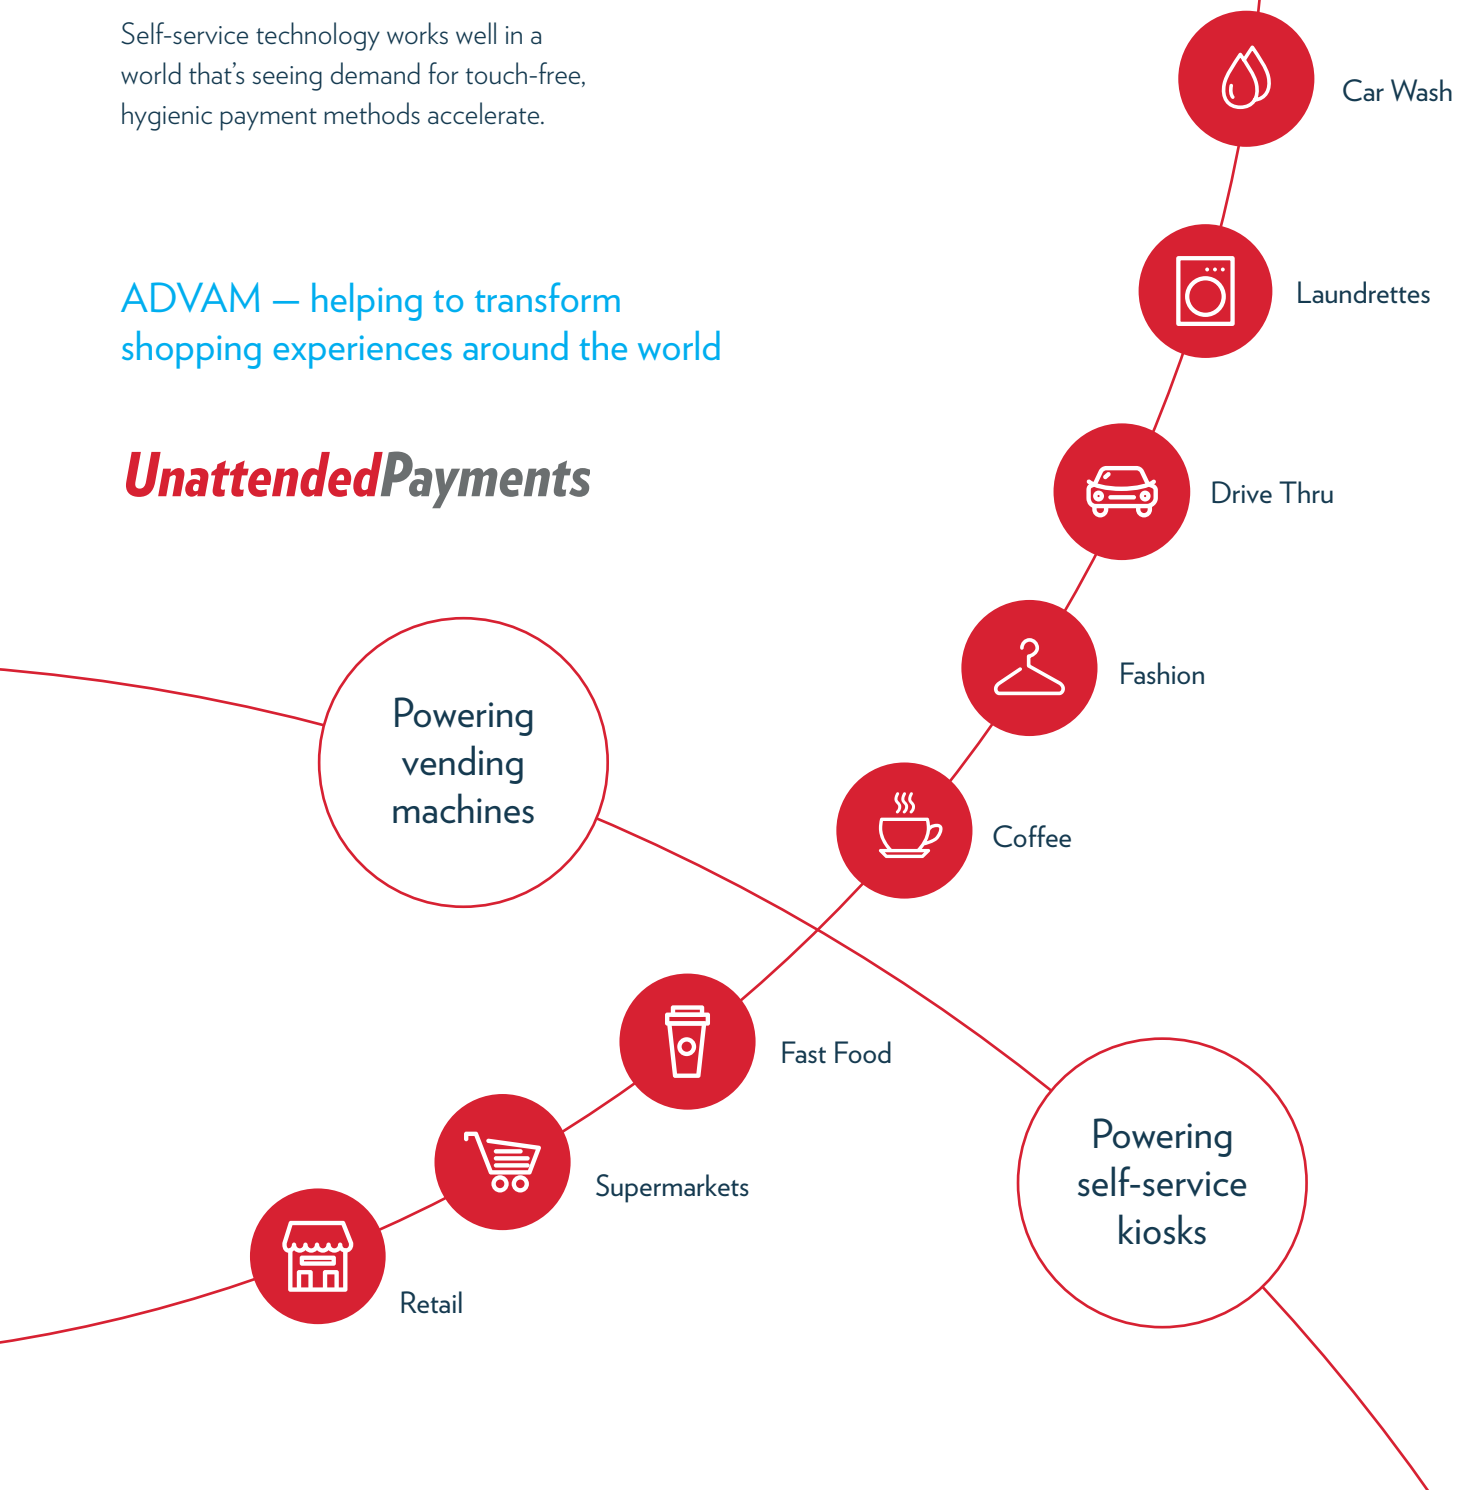 Self-service technology works well in a
world that's seeing demand for touch-free,
hygienic payment methods accelerate.
ADVAM — helping to transform
shopping experiences around the world
UnattendedPayments
Car Wash
Laundrettes
Drive Thru
Fashion
Coffee
Fast Food
Supermarkets
Retail
Powering
vending
machines
Powering
self-service
kiosks